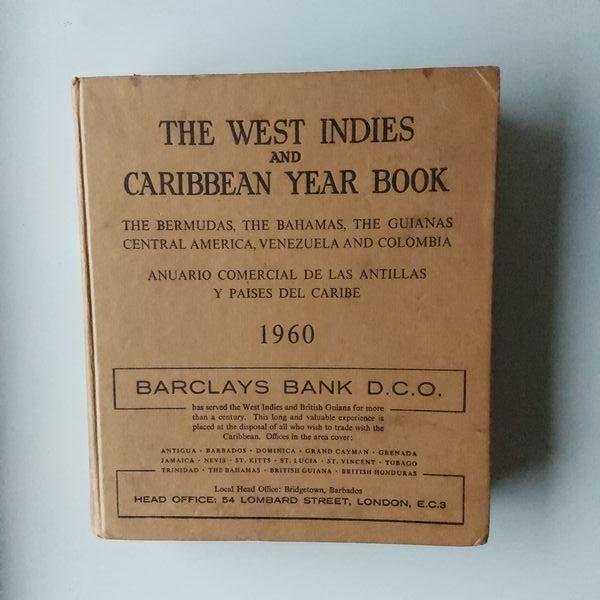 THE WEST INDIES
AND
CARIBBEAN YEAR BOOK
THE BERMUDAS, THE BAHAMAS, THE GUIANAS
CENTRAL AMERICA, VENEZUELA AND COLOMBIA
ANUARIO COMERCIAL DE LAS ANTILLAS
Y PAISES DEL CARIBE
1960
BARCLAYS BANK D.C.O.
has served the West Indies and British Guiana for more
than a century. This long and valuable experience is
placed at the disposal of all who wish to trade with the
Caribbean. Offices in the area cover:
ANTIGUA · BARBADOS · DOMINICA · GRAND CAYMAN · GRENADA
JAMAICA · NEVIS · ST. KITTS · ST. LUCIA · ST. VINCENT · TOBAGO
TRINIDAD · THE BAHAMAS · BRITISH GUIANA · BRITISH HONDURAS
Local Head Office: Bridgetown, Barbados
HEAD OFFICE: 54 LOMBARD STREET, LONDON, E.C.3